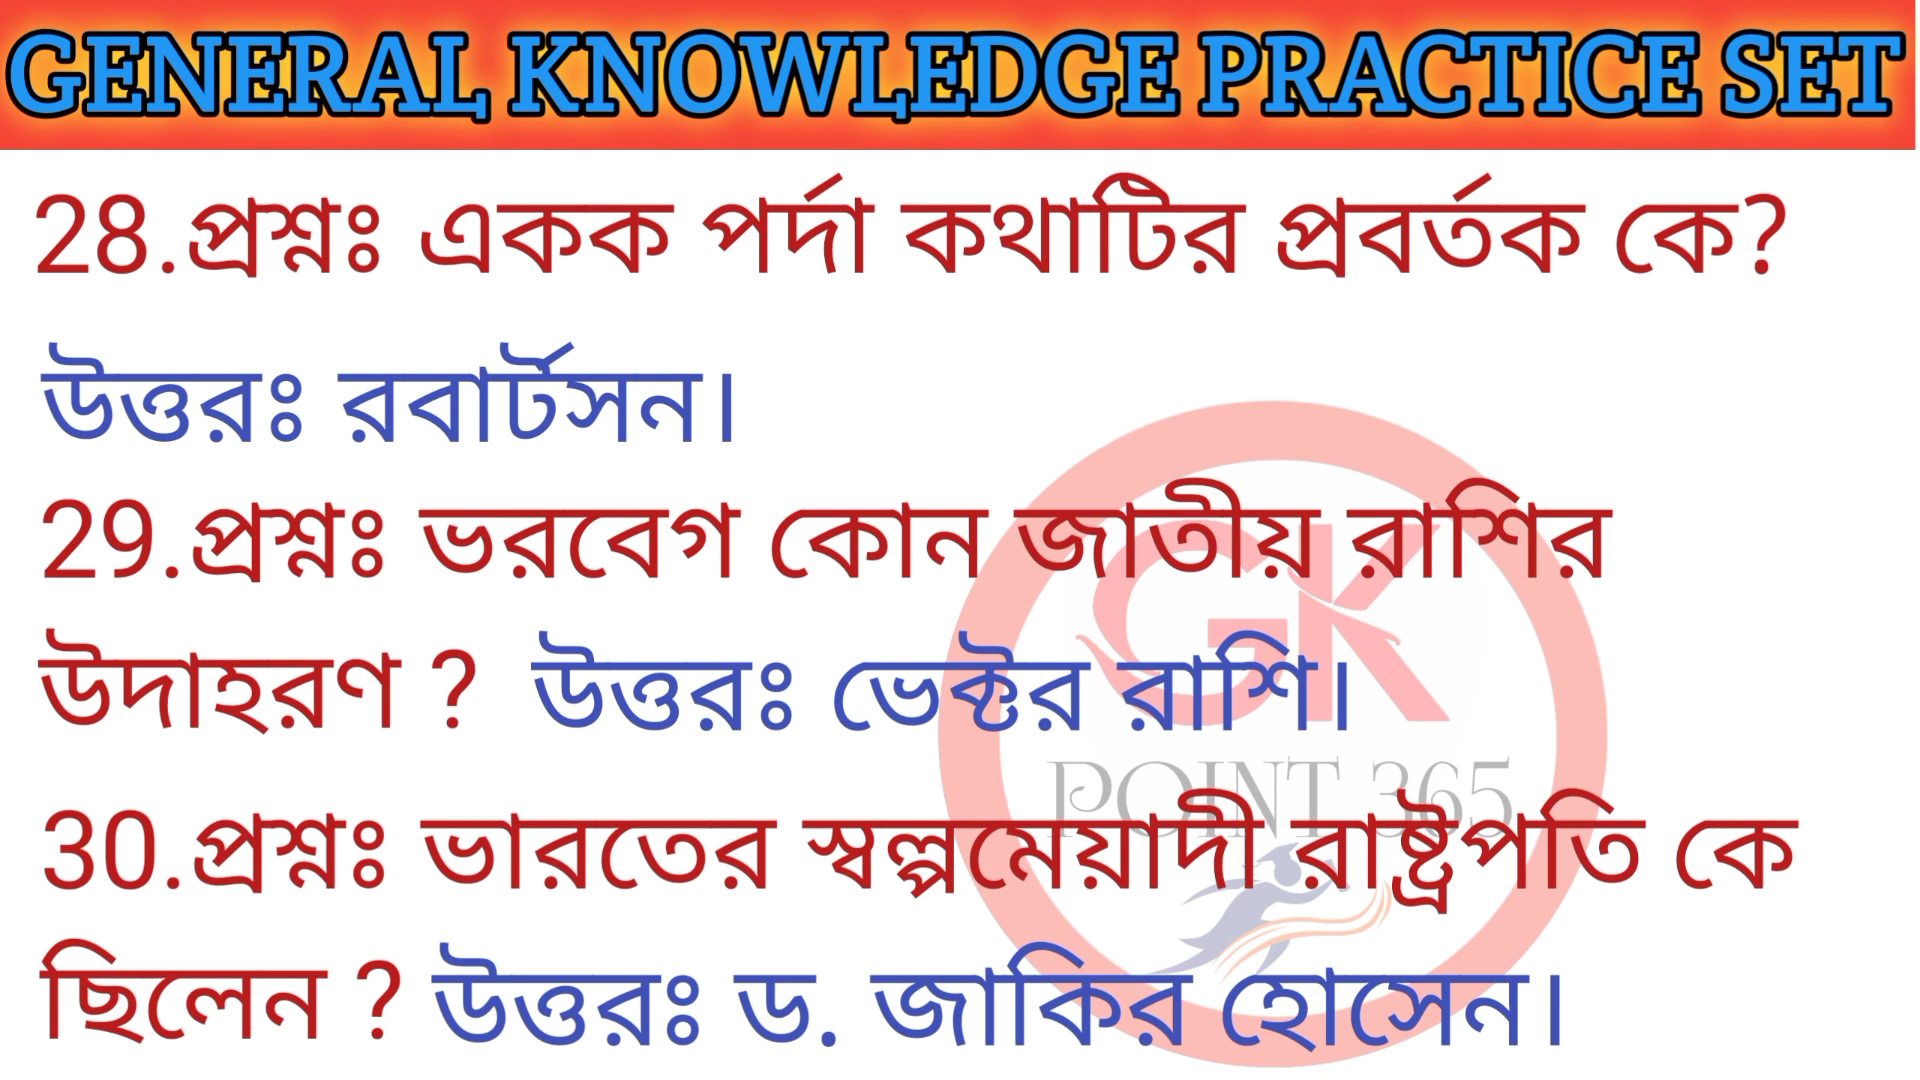 GENERAL KNOWLEDGE PRACTICE SET
28.প্রশ্নঃ একক পর্দা কথাটির প্রবর্তক কে?
উত্তরঃ রবার্টসন।
29.প্রশ্নঃ ভরবেগ কোন জাতীয় রাশির
উদাহরণ ? উত্তরঃ ভেক্টর রাশি।
GK
POINT 365
30.প্রশ্নঃ ভারতের স্বল্পমেয়াদী রাষ্ট্রপতি কে
ছিলেন ? উত্তরঃ ড. জাকির হোসেন।